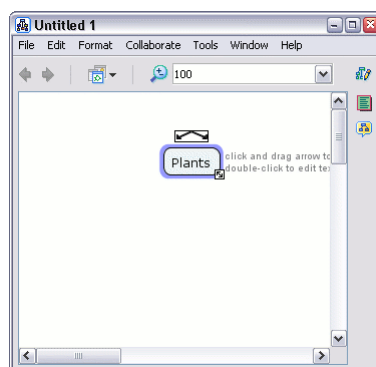 Untitled 1
File Edit Format Collaborate Tools Window Help
100
Plants
click and drag arrow to
double-click to edit tex